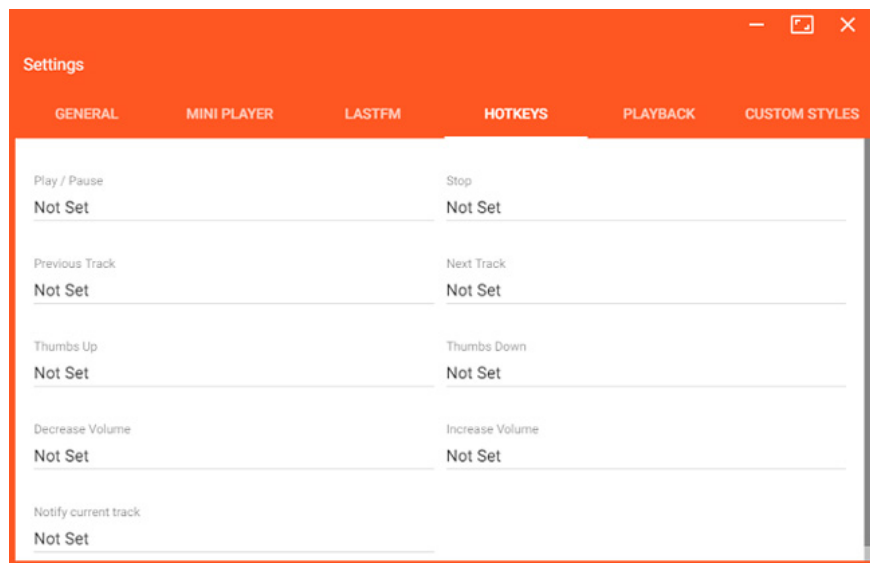 Settings
GENERAL MINI PLAYER LASTFM HOTKEYS PLAYBACK CUSTOM STYLES
Play / Pause Stop
Not Set Not Set
Previous Track Next Track
Not Set Not Set
Thumbs Up Thumbs Down
Not Set Not Set
Decrease Volume Increase Volume
Not Set Not Set
Notify current track
Not Set